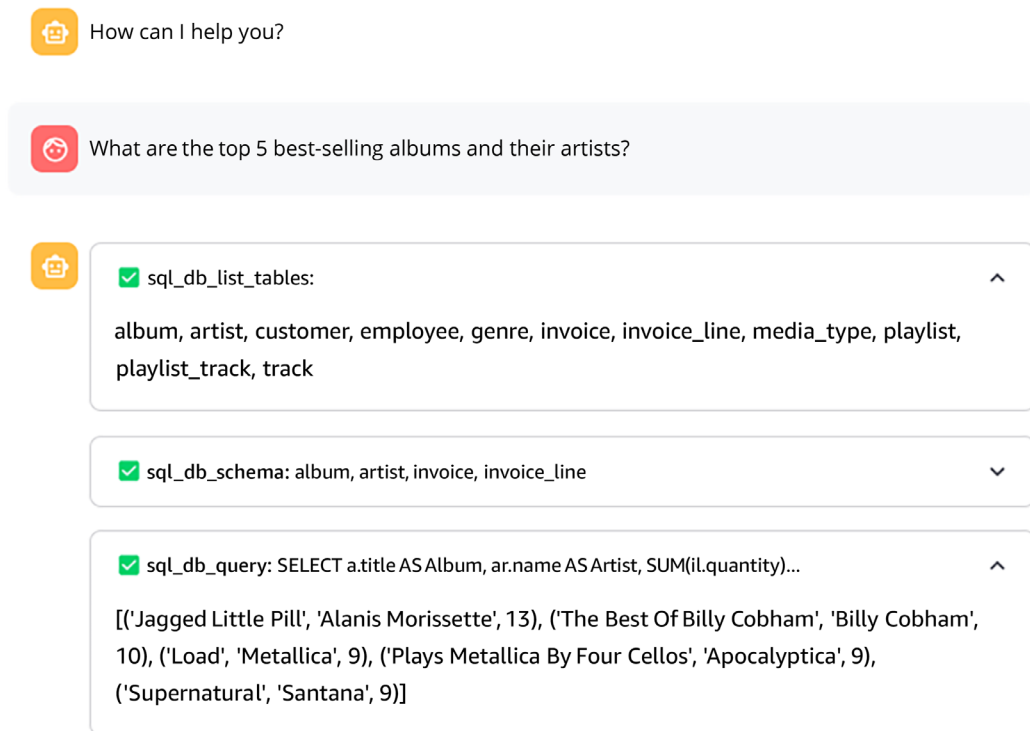 How can I help you?
What are the top 5 best-selling albums and their artists?
sql_db_list_tables:
album, artist, customer, employee, genre, invoice, invoice_line, media_type, playlist,
playlist_track, track
sql_db_schema: album, artist, invoice, invoice_line
sql_db_query: SELECT a.title AS Album, ar.name AS Artist, SUM(il.quantity)...
[('Jagged Little Pill', 'Alanis Morissette', 13), ('The Best Of Billy Cobham', 'Billy Cobham',
10), ('Load', 'Metallica', 9), ('Plays Metallica By Four Cellos', 'Apocalyptica', 9),
('Supernatural', 'Santana', 9)]